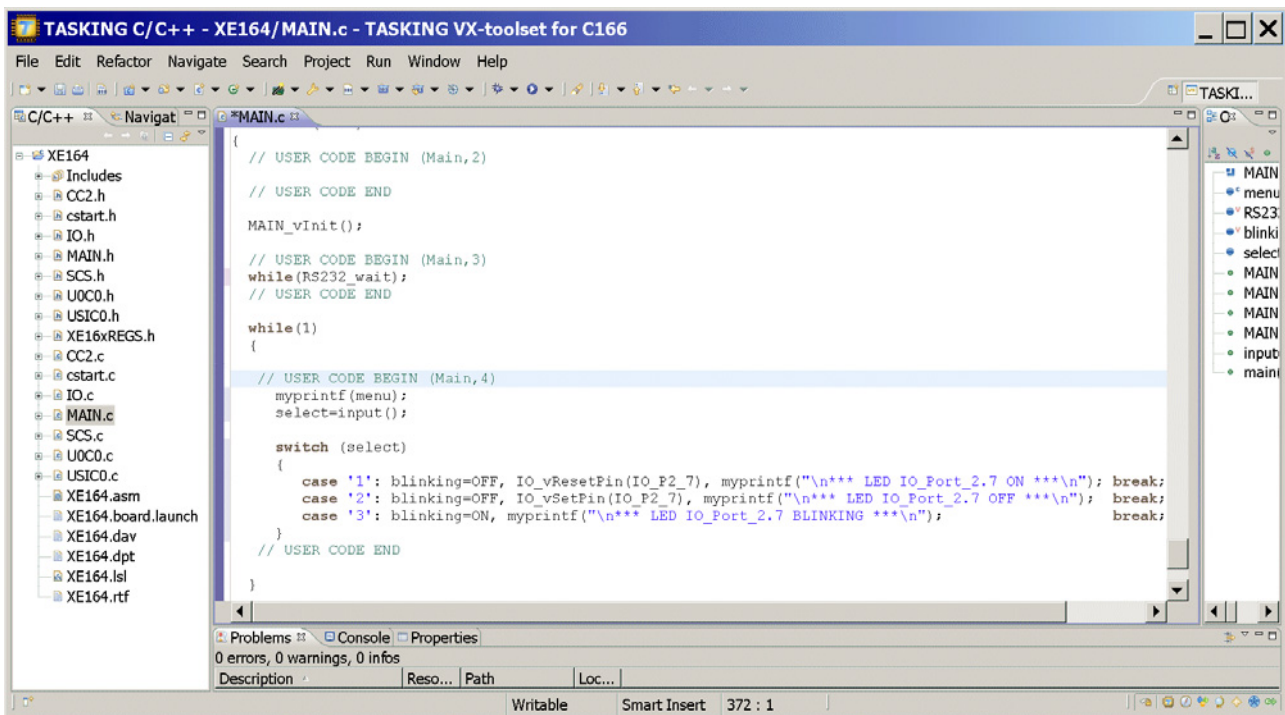 TASKING C/C++ - XE164/MAIN.c - TASKING VX-toolset for C166
File Edit Refactor Navigate Search Project Run Window Help
TASKI...
C/C++ Navigat
*MAIN.c
XE164
Includes
CC2.h
cstart.h
IO.h
MAIN.h
SCS.h
U0C0.h
USIC0.h
XE16xREGS.h
CC2.c
cstart.c
IO.c
MAIN.c
SCS.c
U0C0.c
USIC0.c
XE164.asm
XE164.board.launch
XE164.dav
XE164.dpt
XE164.lsl
XE164.rtf
{
// USER CODE BEGIN (Main,2)
// USER CODE END
MAIN_vInit();
// USER CODE BEGIN (Main,3)
while(RS232_wait);
// USER CODE END
while(1)
{
// USER CODE BEGIN (Main,4)
myprintf(menu);
select=input();
switch (select)
{
case '1': blinking=OFF, IO_vResetPin(IO_P2_7), myprintf("\n*** LED IO_Port_2.7 ON ***\n"); break;
case '2': blinking=OFF, IO_vSetPin(IO_P2_7), myprintf("\n*** LED IO_Port_2.7 OFF ***\n"); break;
case '3': blinking=ON, myprintf("\n*** LED IO_Port_2.7 BLINKING ***\n"); break;
}
// USER CODE END
}
MAIN
menu
RS23
blinki
select
MAIN
MAIN
MAIN
MAIN
input
main(
Problems Console Properties
0 errors, 0 warnings, 0 infos
Description Reso... Path Loc...
Writable Smart Insert 372 : 1